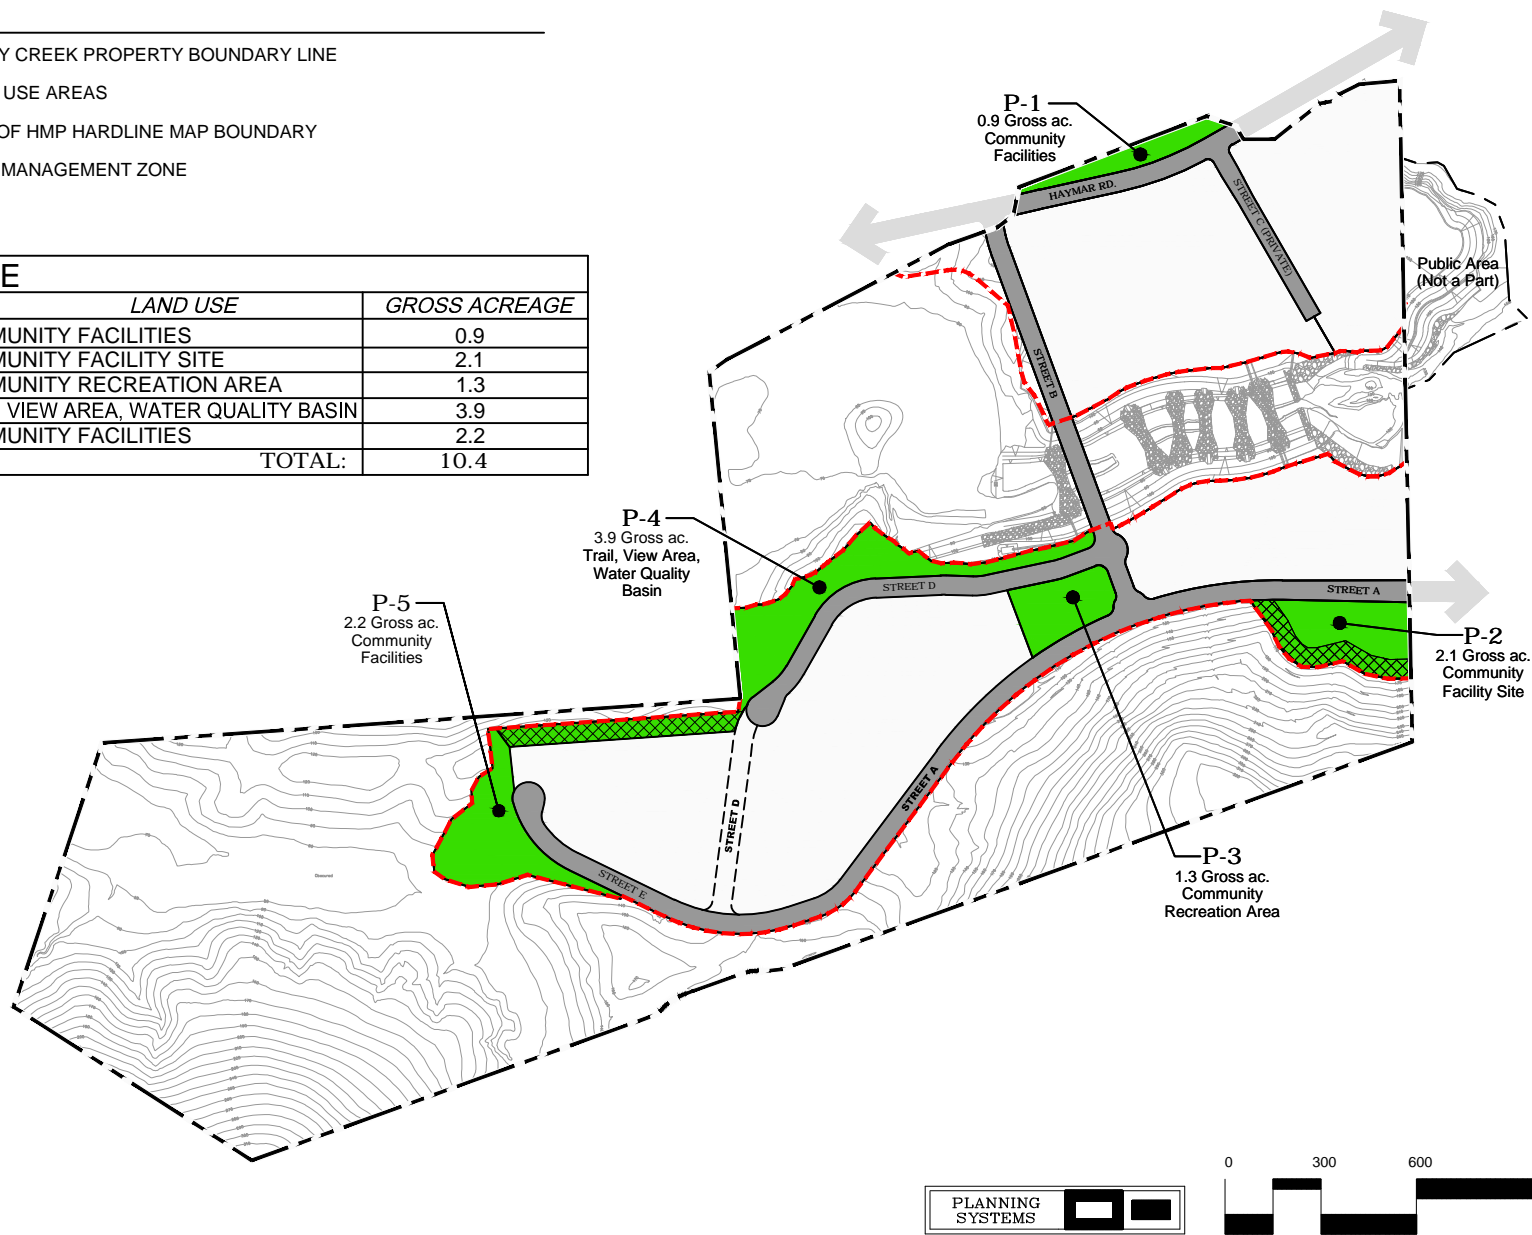 Y CREEK PROPERTY BOUNDARY LINE
USE AREAS
OF HMP HARDLINE MAP BOUNDARY
MANAGEMENT ZONE
E
LAND USE GROSS ACREAGE
MUNITY FACILITIES 0.9
MUNITY FACILITY SITE 2.1
MUNITY RECREATION AREA 1.3
VIEW AREA, WATER QUALITY BASIN 3.9
MUNITY FACILITIES 2.2
TOTAL: 10.4
P-1
0.9 Gross ac.
Community
Facilities
HAYMAR RD.
STREET C (PRIVATE)
Public Area
(Not a Part)
STREET B
P-4
3.9 Gross ac.
Trail, View Area,
Water Quality
Basin
STREET D
STREET A
P-5
2.2 Gross ac.
Community
Facilities
P-2
2.1 Gross ac.
Community
Facility Site
STREET A
STREET D
STREET E
P-3
1.3 Gross ac.
Community
Recreation Area
PLANNING
SYSTEMS
0 300 600